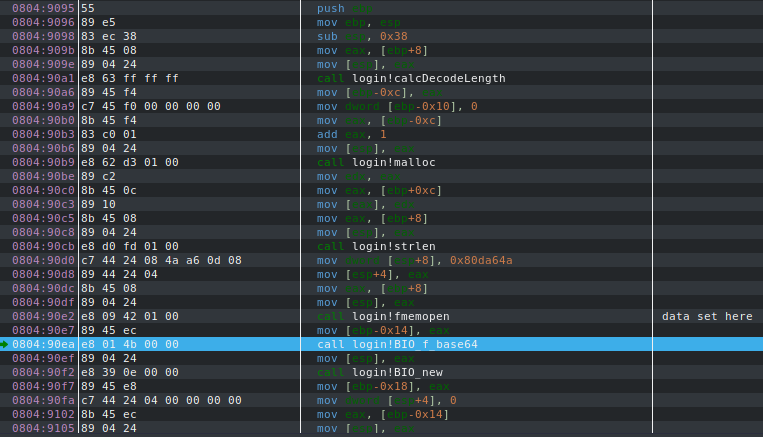 0804:9095 55 push ebp
0804:9096 89 e5 mov ebp, esp
0804:9098 83 ec 38 sub esp, 0x38
0804:909b 8b 45 08 mov eax, [ebp+8]
0804:909e 89 04 24 mov [esp], eax
0804:90a1 e8 63 ff ff ff call login!calcDecodeLength
0804:90a6 89 45 f4 mov [ebp-0xc], eax
0804:90a9 c7 45 f0 00 00 00 00 mov dword [ebp-0x10], 0
0804:90b0 8b 45 f4 mov eax, [ebp-0xc]
0804:90b3 83 c0 01 add eax, 1
0804:90b6 89 04 24 mov [esp], eax
0804:90b9 e8 62 d3 01 00 call login!malloc
0804:90be 89 c2 mov edx, eax
0804:90c0 8b 45 0c mov eax, [ebp+0xc]
0804:90c3 89 10 mov [eax], edx
0804:90c5 8b 45 08 mov eax, [ebp+8]
0804:90c8 89 04 24 mov [esp], eax
0804:90cb e8 d0 fd 01 00 call login!strlen
0804:90d0 c7 44 24 08 4a a6 0d 08 mov dword [esp+8], 0x80da64a
0804:90d8 89 44 24 04 mov [esp+4], eax
0804:90dc 8b 45 08 mov eax, [ebp+8]
0804:90df 89 04 24 mov [esp], eax
0804:90e2 e8 09 42 01 00 call login!fmemopen data set here
0804:90e7 89 45 ec mov [ebp-0x14], eax
0804:90ea e8 01 4b 00 00 call login!BIO_f_base64
0804:90ef 89 04 24 mov [esp], eax
0804:90f2 e8 39 0e 00 00 call login!BIO_new
0804:90f7 89 45 e8 mov [ebp-0x18], eax
0804:90fa c7 44 24 04 00 00 00 00 mov dword [esp+4], 0
0804:9102 8b 45 ec mov eax, [ebp-0x14]
0804:9105 89 04 24 mov [esp], eax